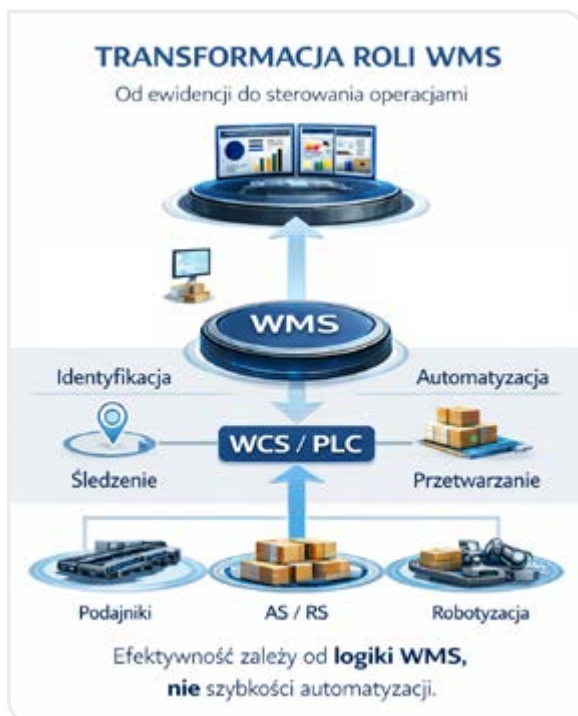 TRANSFORMACJA ROLI WMS
Od ewidencji do sterowania operacjami
WMS
Identyfikacja
Automatyzacja
WCS / PLC
Śledzenie
Przetwarzanie
Podajniki
AS / RS
Robotyzacja
Efektywność zależy od logiki WMS,
nie szybkości automatyzacji.